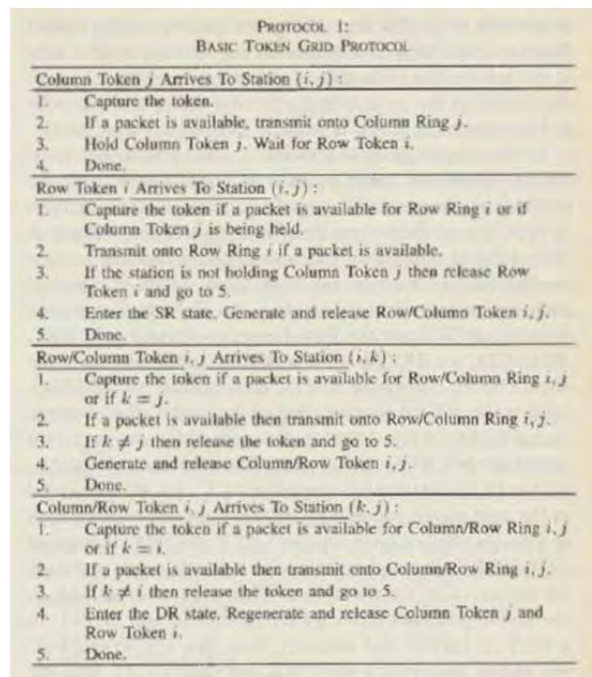 PROTOCOL 1:
BASIC TOKEN GRID PROTOCOL
Column Token j Arrives To Station (i, j) :
1. Capture the token.
2. If a packet is available, transmit onto Column Ring j.
3. Hold Column Token j. Wait for Row Token i.
4. Done.
Row Token i Arrives To Station (i, j) :
1. Capture the token if a packet is available for Row Ring i or if
Column Token j is being held.
2. Transmit onto Row Ring i if a packet is available.
3. If the station is not holding Column Token j then release Row
Token i and go to 5.
4. Enter the SR state. Generate and release Row/Column Token i, j.
5. Done.
Row/Column Token i, j Arrives To Station (i, k) :
1. Capture the token if a packet is available for Row/Column Ring i, j
or if k = j.
2. If a packet is available then transmit onto Row/Column Ring i, j.
3. If k ≠ j then release the token and go to 5.
4. Generate and release Column/Row Token i, j.
5. Done.
Column/Row Token i, j Arrives To Station (k, j) :
1. Capture the token if a packet is available for Column/Row Ring i, j
or if k = i.
2. If a packet is available then transmit onto Column/Row Ring i, j.
3. If k ≠ i then release the token and go to 5.
4. Enter the DR state. Regenerate and release Column Token j and
Row Token i.
5. Done.